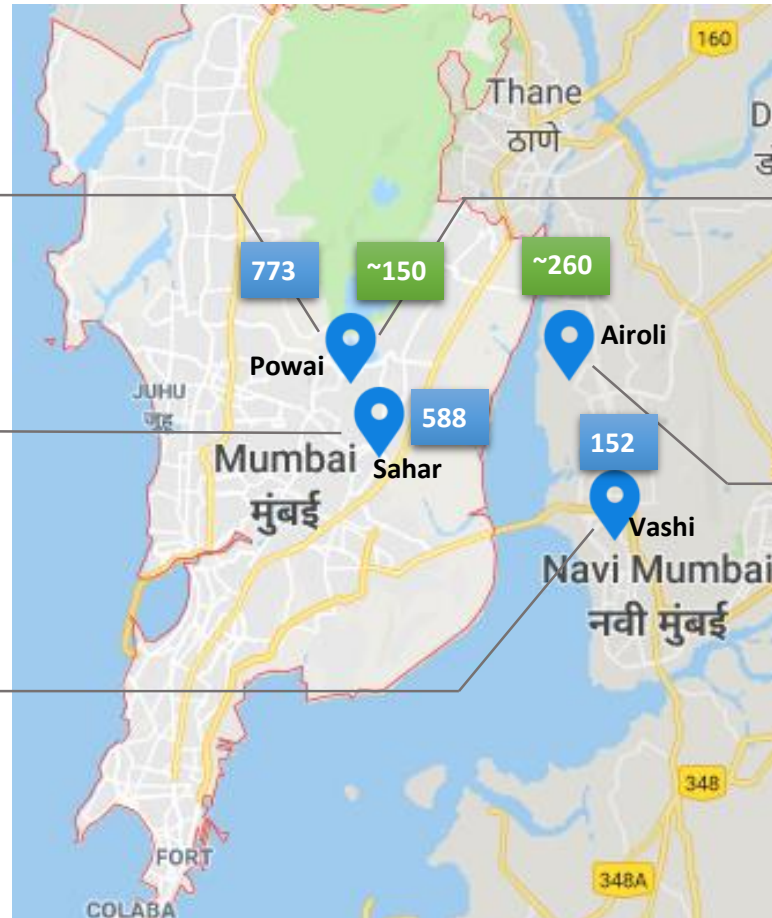 160
Thane
ठाणे
773
~150
~260
Airoli
Powai
JUHU
जुहू
588
152
Mumbai
मुंबई
Sahar
Vashi
Navi Mumbai
नवी मुंबई
348
FORT
348A
COLABA